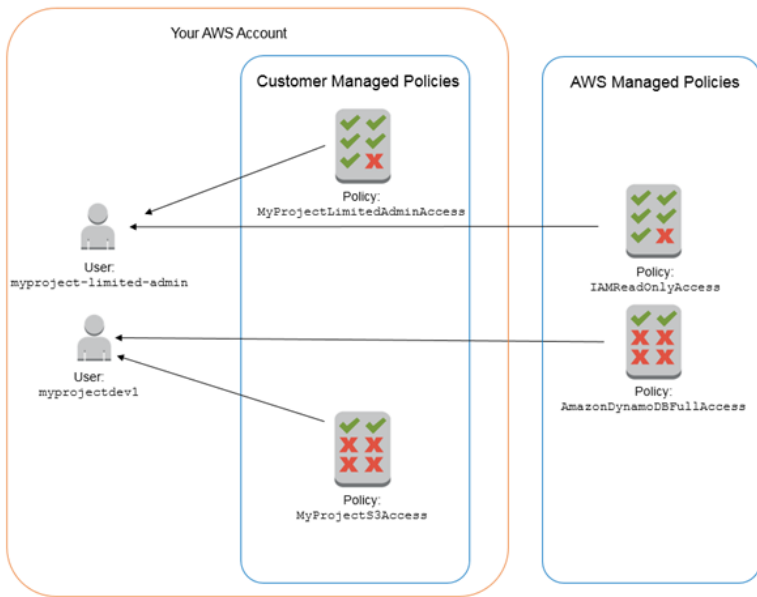 Your AWS Account
Customer Managed Policies
AWS Managed Policies
Policy:
MyProjectLimitedAdminAccess
User:
myproject-limited-admin
Policy:
IAMReadOnlyAccess
User:
myprojectdev1
Policy:
AmazonDynamoDBFullAccess
Policy:
MyProjectS3Access